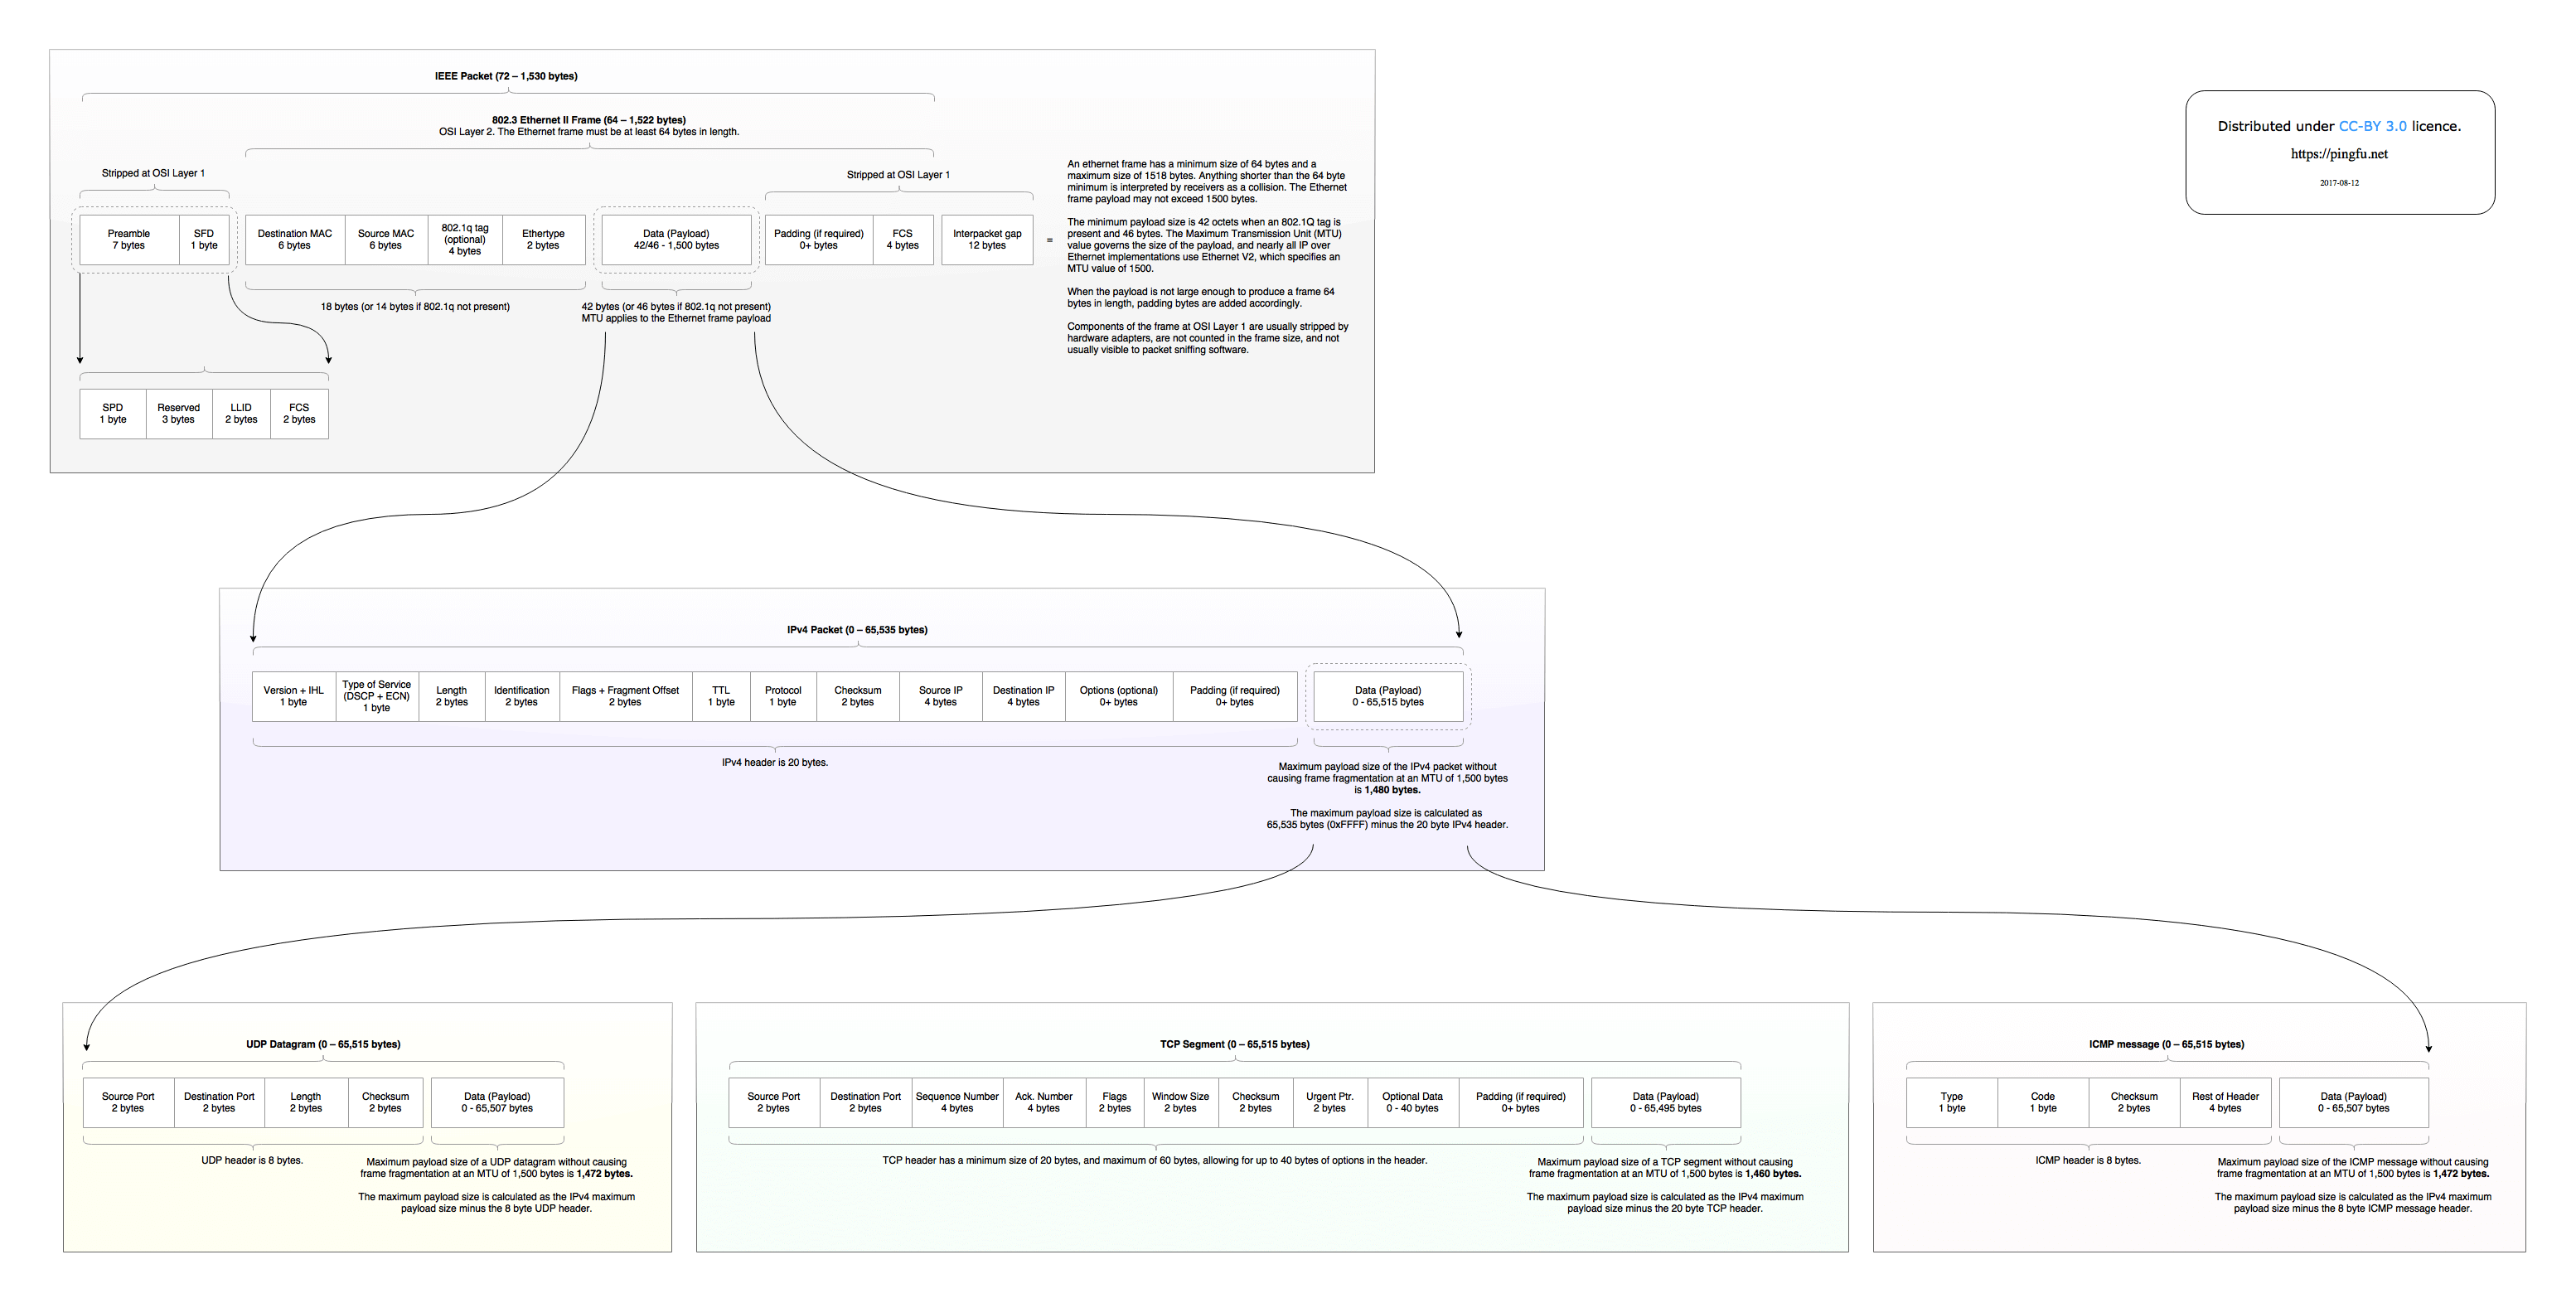 IEEE Packet (72 – 1,530 bytes)
802.3 Ethernet II Frame (64 – 1,522 bytes)
OSI Layer 2. The Ethernet frame must be at least 64 bytes in length.
Stripped at OSI Layer 1
Stripped at OSI Layer 1
Preamble
7 bytes
SFD
1 byte
Destination MAC
6 bytes
Source MAC
6 bytes
802.1q tag
(optional)
4 bytes
Ethertype
2 bytes
Data (Payload)
42/46 - 1,500 bytes
Padding (if required)
0+ bytes
FCS
4 bytes
Interpacket gap
12 bytes
=
An ethernet frame has a minimum size of 64 bytes and a
maximum size of 1518 bytes. Anything shorter than the 64 byte
minimum is interpreted by receivers as a collision. The Ethernet
frame payload may not exceed 1500 bytes.
The minimum payload size is 42 octets when an 802.1Q tag is
present and 46 bytes. The Maximum Transmission Unit (MTU)
value governs the size of the payload, and nearly all IP over
Ethernet implementations use Ethernet V2, which specifies an
MTU value of 1500.
When the payload is not large enough to produce a frame 64
bytes in length, padding bytes are added accordingly.
Components of the frame at OSI Layer 1 are usually stripped by
hardware adapters, are not counted in the frame size, and not
usually visible to packet sniffing software.
18 bytes (or 14 bytes if 802.1q not present)
42 bytes (or 46 bytes if 802.1q not present)
MTU applies to the Ethernet frame payload
SPD
1 byte
Reserved
3 bytes
LLID
2 bytes
FCS
2 bytes
Distributed under CC-BY 3.0 licence.
https://pingfu.net
2017-08-12
IPv4 Packet (0 – 65,535 bytes)
Version + IHL
1 byte
Type of Service
(DSCP + ECN)
1 byte
Length
2 bytes
Identification
2 bytes
Flags + Fragment Offset
2 bytes
TTL
1 byte
Protocol
1 byte
Checksum
2 bytes
Source IP
4 bytes
Destination IP
4 bytes
Options (optional)
0+ bytes
Padding (if required)
0+ bytes
Data (Payload)
0 - 65,515 bytes
IPv4 header is 20 bytes.
Maximum payload size of the IPv4 packet without
causing frame fragmentation at an MTU of 1,500 bytes
is 1,480 bytes.
The maximum payload size is calculated as
65,535 bytes (0xFFFF) minus the 20 byte IPv4 header.
UDP Datagram (0 – 65,515 bytes)
Source Port
2 bytes
Destination Port
2 bytes
Length
2 bytes
Checksum
2 bytes
Data (Payload)
0 - 65,507 bytes
UDP header is 8 bytes.
Maximum payload size of a UDP datagram without causing
frame fragmentation at an MTU of 1,500 bytes is 1,472 bytes.
The maximum payload size is calculated as the IPv4 maximum
payload size minus the 8 byte UDP header.
TCP Segment (0 – 65,515 bytes)
Source Port
2 bytes
Destination Port
2 bytes
Sequence Number
4 bytes
Ack. Number
4 bytes
Flags
2 bytes
Window Size
2 bytes
Checksum
2 bytes
Urgent Ptr.
2 bytes
Optional Data
0 - 40 bytes
Padding (if required)
0+ bytes
Data (Payload)
0 - 65,495 bytes
TCP header has a minimum size of 20 bytes, and maximum of 60 bytes, allowing for up to 40 bytes of options in the header.
Maximum payload size of a TCP segment without causing
frame fragmentation at an MTU of 1,500 bytes is 1,460 bytes.
The maximum payload size is calculated as the IPv4 maximum
payload size minus the 20 byte TCP header.
ICMP message (0 – 65,515 bytes)
Type
1 byte
Code
1 byte
Checksum
2 bytes
Rest of Header
4 bytes
Data (Payload)
0 - 65,507 bytes
ICMP header is 8 bytes.
Maximum payload size of the ICMP message without causing
frame fragmentation at an MTU of 1,500 bytes is 1,472 bytes.
The maximum payload size is calculated as the IPv4 maximum
payload size minus the 8 byte ICMP message header.